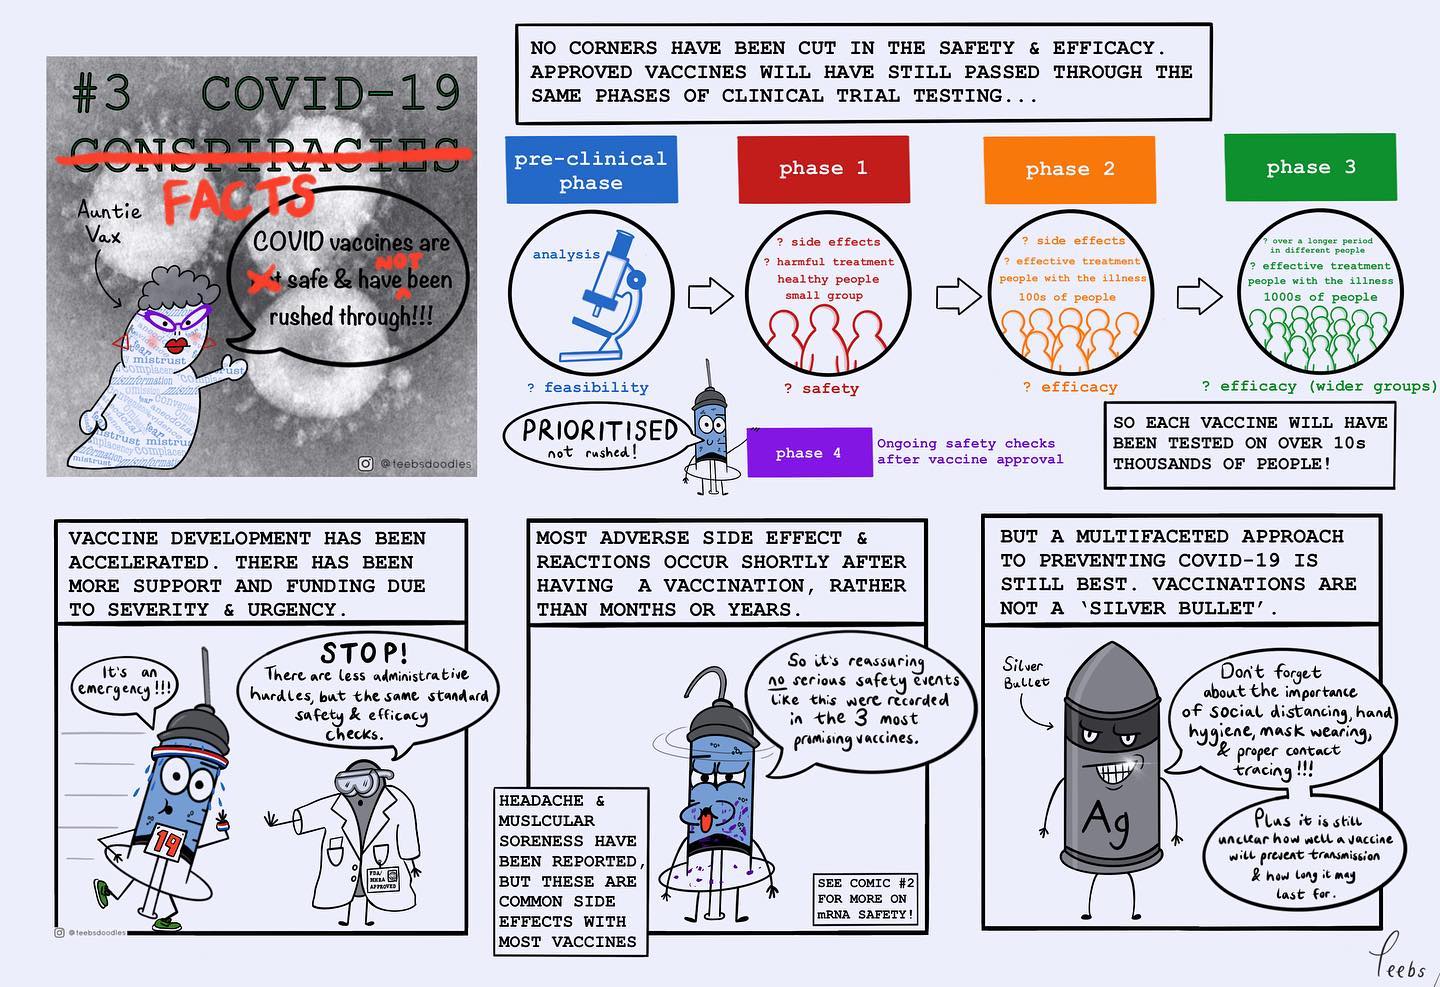 #3 COVID-19
CONSPIRACIES
FACTS
Auntie
Vax
COVID vaccines are
NOT
safe & have been
rushed through!!!
mistrust
fear
complacency
misinformation
mistrust
@teebsdoodles
NO CORNERS HAVE BEEN CUT IN THE SAFETY & EFFICACY.
APPROVED VACCINES WILL HAVE STILL PASSED THROUGH THE
SAME PHASES OF CLINICAL TRIAL TESTING...
pre-clinical
phase
analysis
? feasibility
phase 1
? side effects
? harmful treatment
healthy people
small group
? safety
phase 2
? side effects
? effective treatment
people with the illness
100s of people
? efficacy
phase 3
? over a longer period
in different people
? effective treatment
people with the illness
1000s of people
? efficacy (wider groups)
PRIORITISED
not rushed!
phase 4
Ongoing safety checks
after vaccine approval
SO EACH VACCINE WILL HAVE
BEEN TESTED ON OVER 10s
THOUSANDS OF PEOPLE!
VACCINE DEVELOPMENT HAS BEEN
ACCELERATED. THERE HAS BEEN
MORE SUPPORT AND FUNDING DUE
TO SEVERITY & URGENCY.
It's an
emergency!!!
STOP!
There are less administrative
hurdles, but the same standard
safety & efficacy
checks.
19
FDA/
MHRA
APPROVED
@teebsdoodles
MOST ADVERSE SIDE EFFECT &
REACTIONS OCCUR SHORTLY AFTER
HAVING A VACCINATION, RATHER
THAN MONTHS OR YEARS.
So it's reassuring
no serious safety events
like this were recorded
in the 3 most
promising vaccines.
HEADACHE &
MUSLCULAR
SORENESS HAVE
BEEN REPORTED,
BUT THESE ARE
COMMON SIDE
EFFECTS WITH
MOST VACCINES
SEE COMIC #2
FOR MORE ON
mRNA SAFETY!
BUT A MULTIFACETED APPROACH
TO PREVENTING COVID-19 IS
STILL BEST. VACCINATIONS ARE
NOT A ‘SILVER BULLET’.
Silver
Bullet
Ag
Don't forget
about the importance
of social distancing, hand
hygiene, mask wearing,
& proper contact
tracing!!!
Plus it is still
unclear how well a vaccine
will prevent transmission
& how long it may
last for.
Teebs